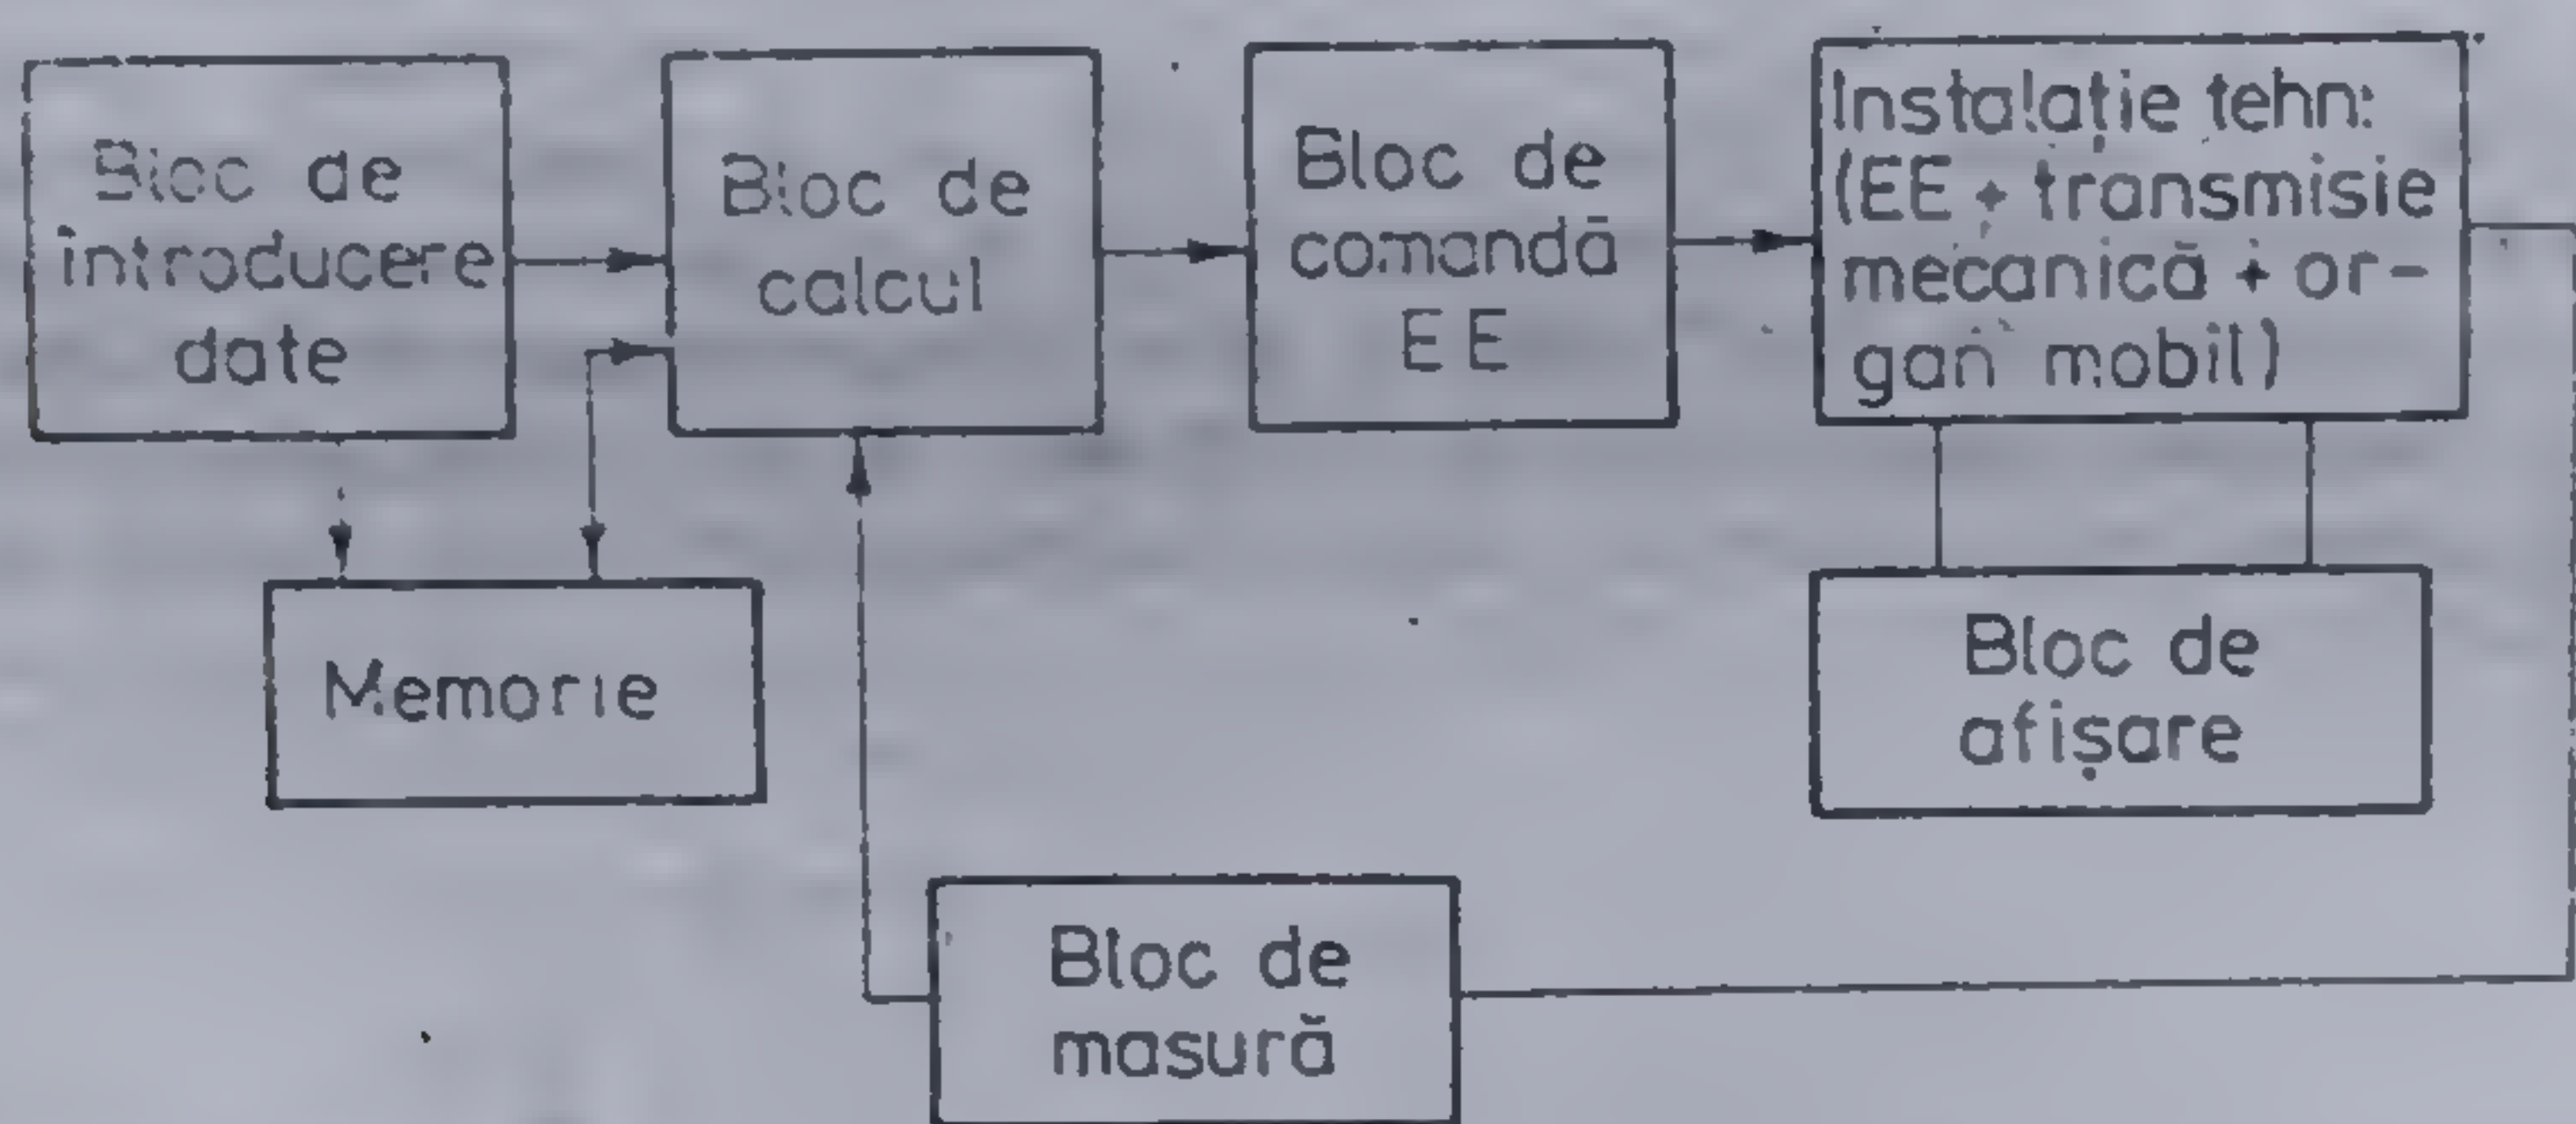 Bloc de
introducere
date
Bloc de
calcul
Bloc de
comandă
EE
Instalație tehn:
(EE + transmisie
mecanică + or-
gan mobil)
Memorie
Bloc de
afișare
Bloc de
masură